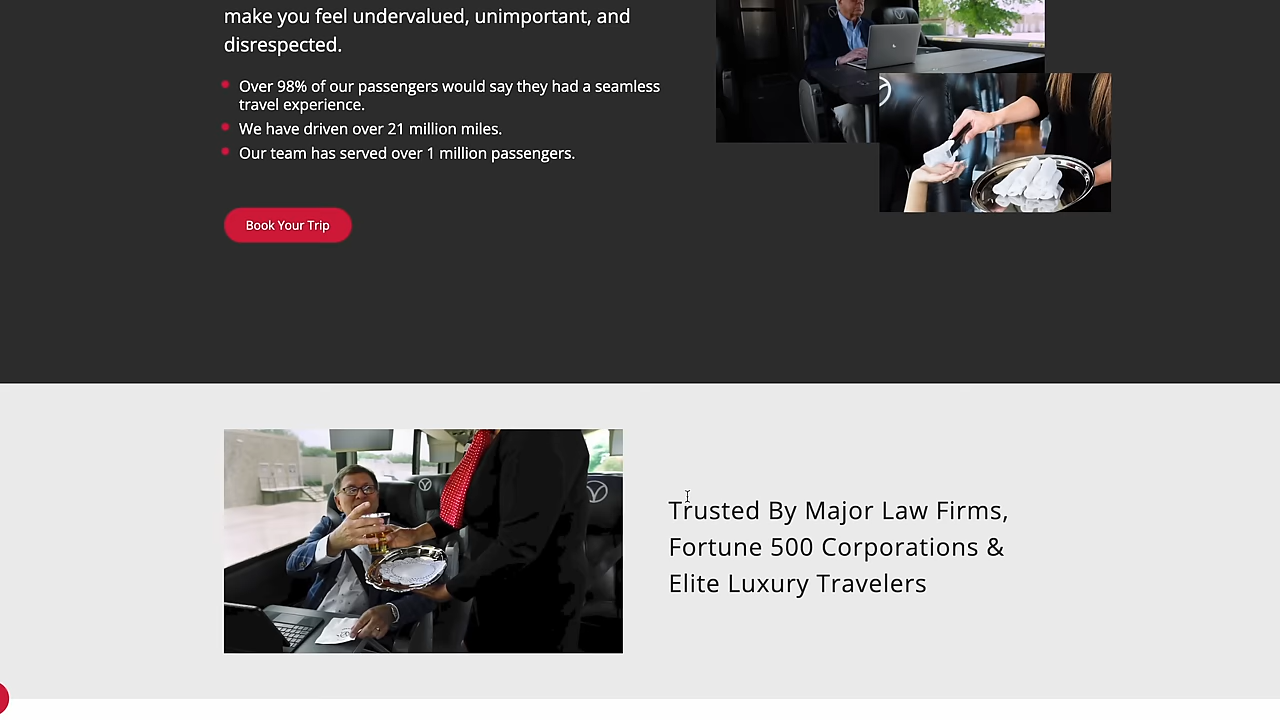 make you feel undervalued, unimportant, and
disrespected.
Over 98% of our passengers would say they had a seamless
travel experience.
We have driven over 21 million miles.
Our team has served over 1 million passengers.
Book Your Trip
Trusted By Major Law Firms,
Fortune 500 Corporations &
Elite Luxury Travelers